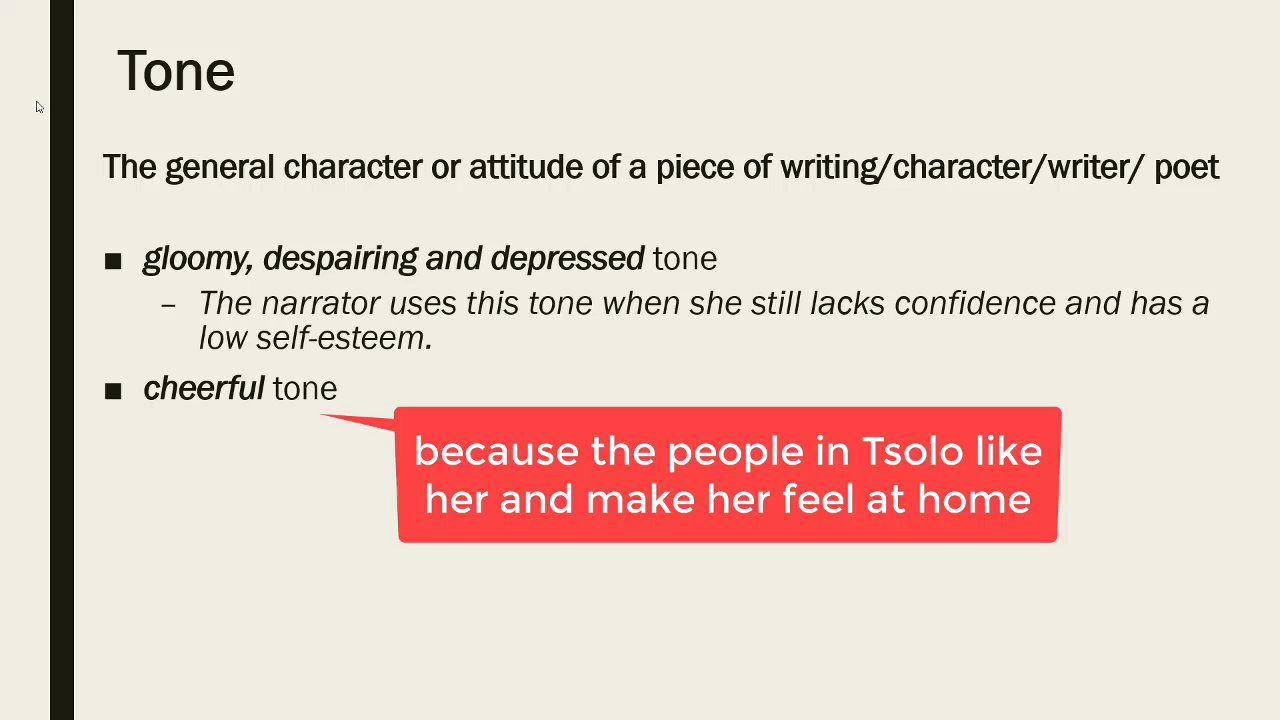 Tone
The general character or attitude of a piece of writing/character/writer/ poet
■ gloomy, despairing and depressed tone
– The narrator uses this tone when she still lacks confidence and has a
low self-esteem.
■ cheerful tone
because the people in Tsolo like
her and make her feel at home